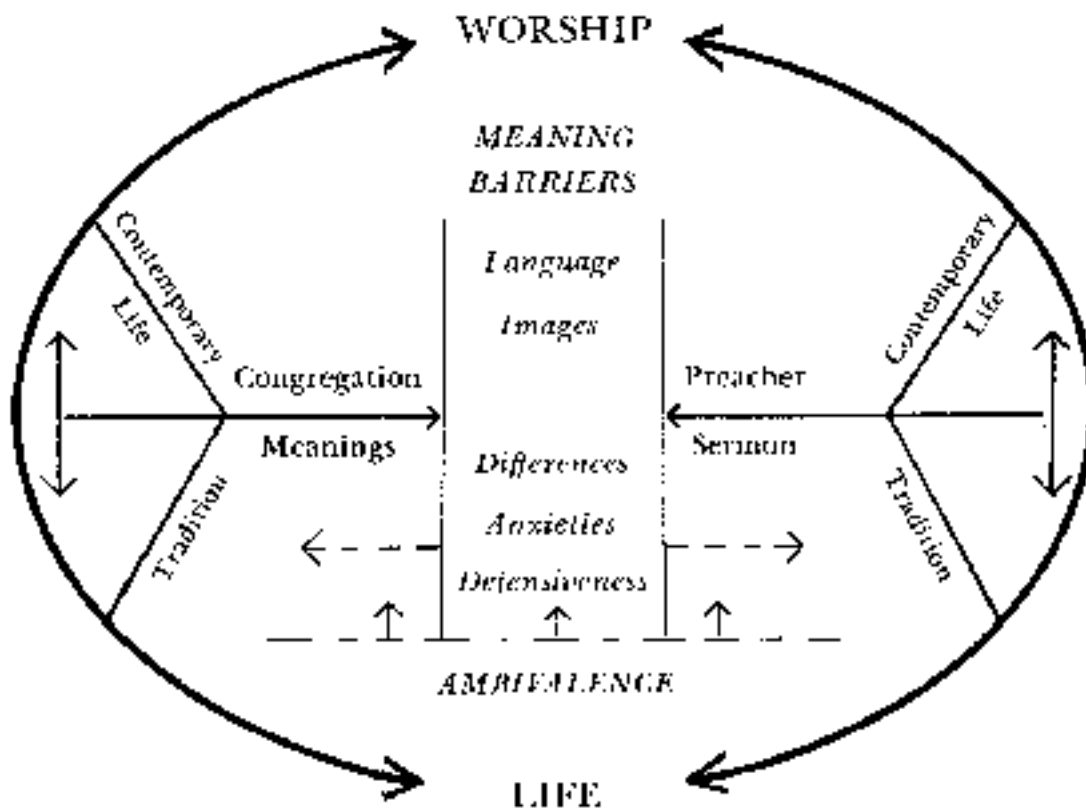 WORSHIP
MEANING
BARRIERS
Contemporary
Life
Language
Images
Contemporary
Life
Congregation
Meanings
Preacher
Sermon
Tradition
Differences
Anxieties
Defensiveness
Tradition
AMBIVALENCE
LIFE